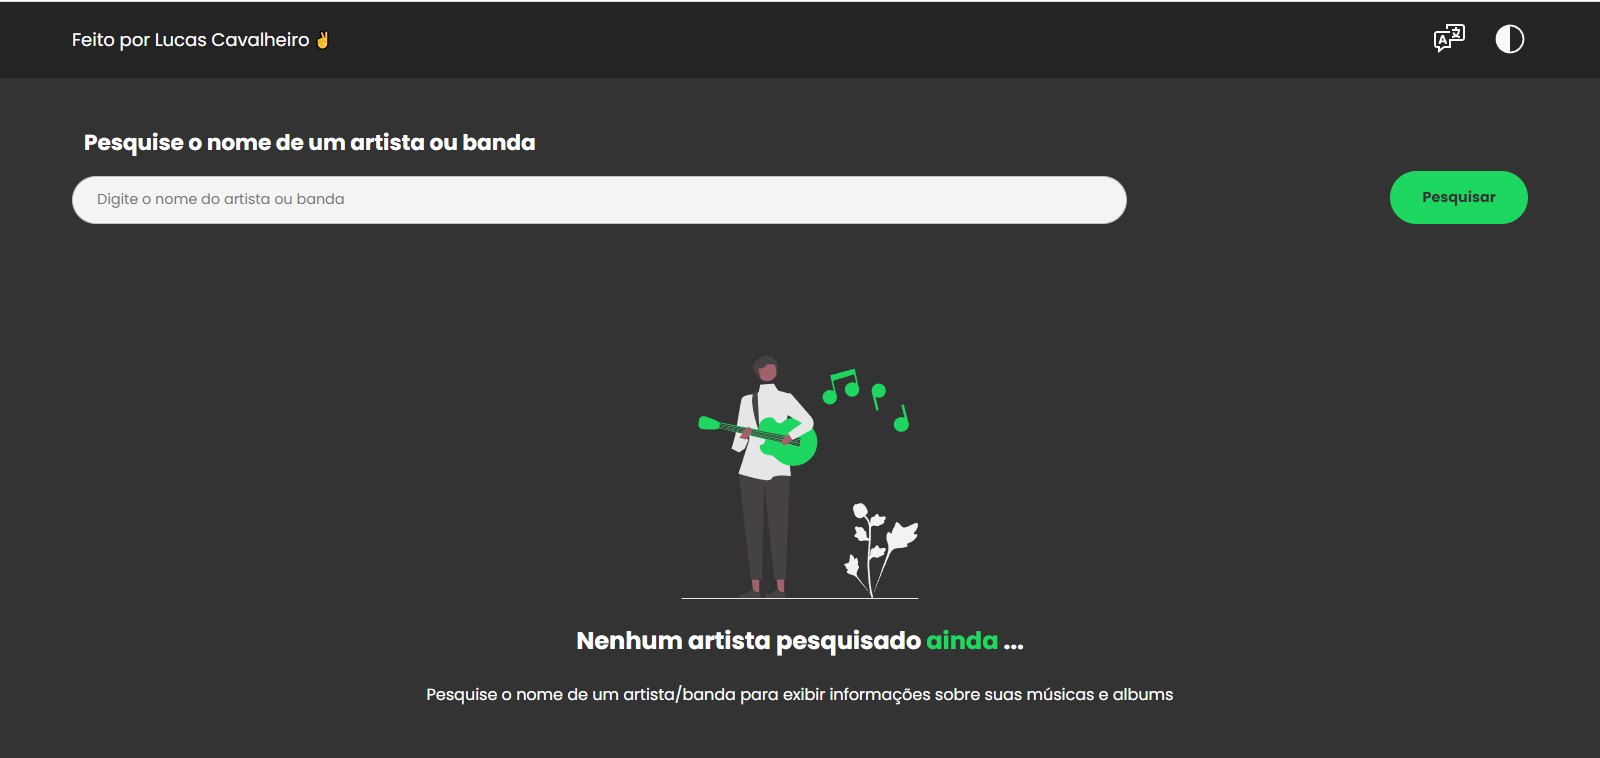 Feito por Lucas Cavalheiro ✌
Pesquise o nome de um artista ou banda
Digite o nome do artista ou banda
Pesquisar
Nenhum artista pesquisado ainda ...
Pesquise o nome de um artista/banda para exibir informações sobre suas músicas e albums